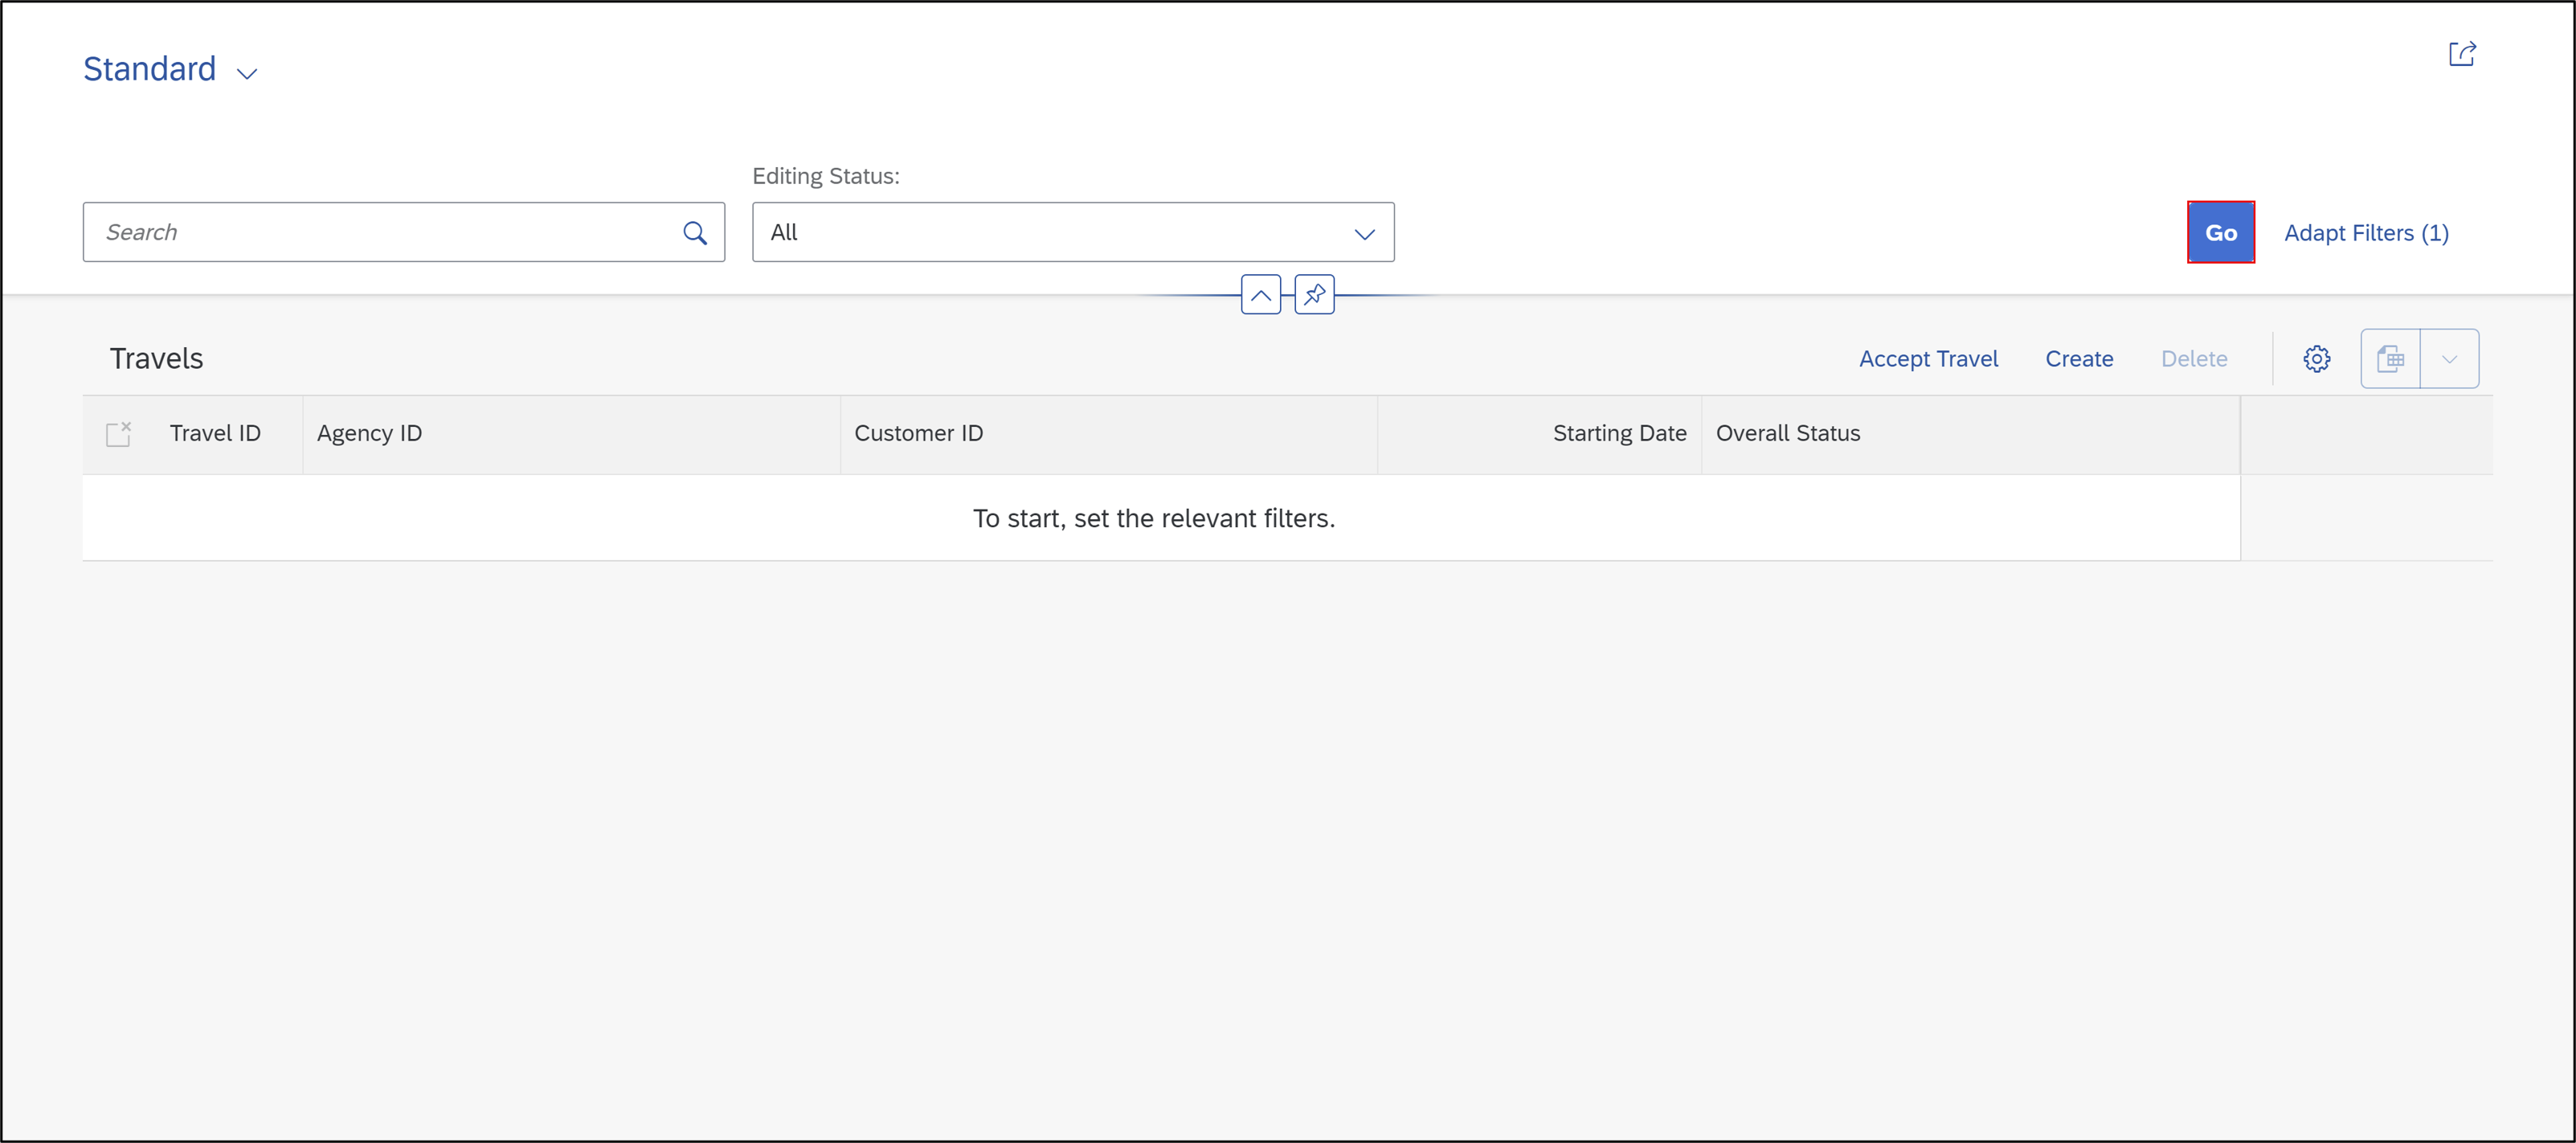 Standard
Editing Status:
Search
All
Go
Adapt Filters (1)
Travels
Accept Travel
Create
Delete
Travel ID
Agency ID
Customer ID
Starting Date
Overall Status
To start, set the relevant filters.